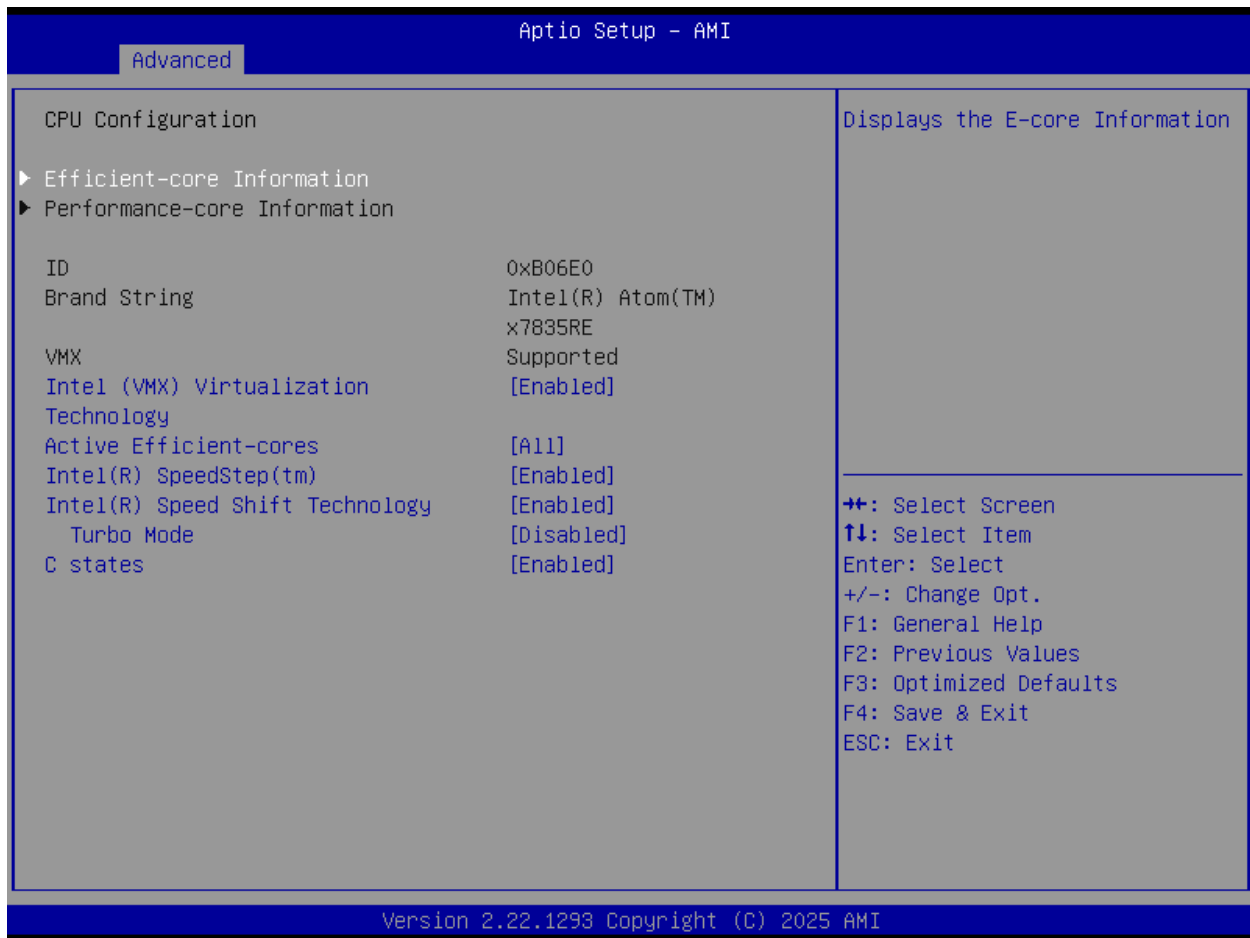 Aptio Setup – AMI
Advanced
CPU Configuration
Efficient-core Information
Performance-core Information
ID 0xB06E0
Brand String Intel(R) Atom(TM)
x7835RE
VMX Supported
Intel (VMX) Virtualization [Enabled]
Technology
Active Efficient-cores [All]
Intel(R) SpeedStep(tm) [Enabled]
Intel(R) Speed Shift Technology [Enabled]
Turbo Mode [Disabled]
C states [Enabled]
Displays the E-core Information
→←: Select Screen
↑↓: Select Item
Enter: Select
+/-: Change Opt.
F1: General Help
F2: Previous Values
F3: Optimized Defaults
F4: Save & Exit
ESC: Exit
Version 2.22.1293 Copyright (C) 2025 AMI